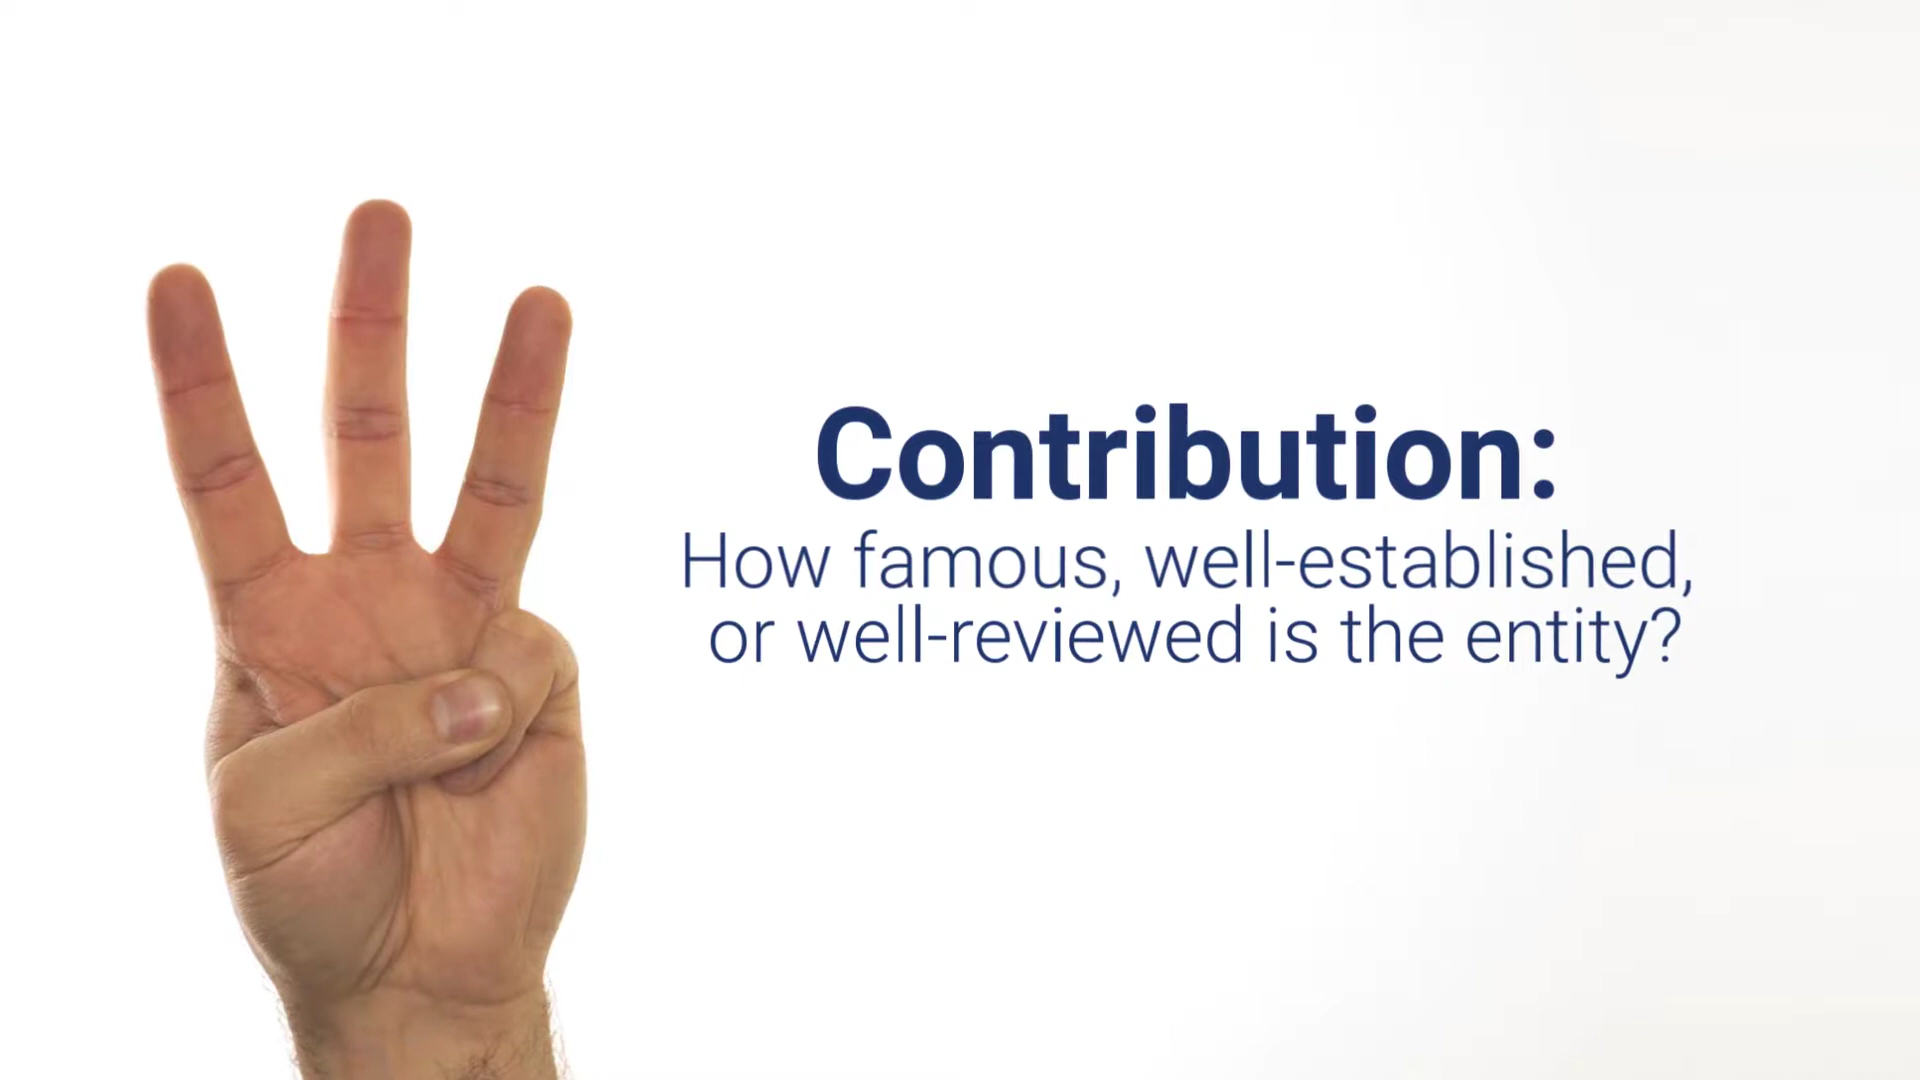 Contribution:
How famous, well-established,
or well-reviewed is the entity?